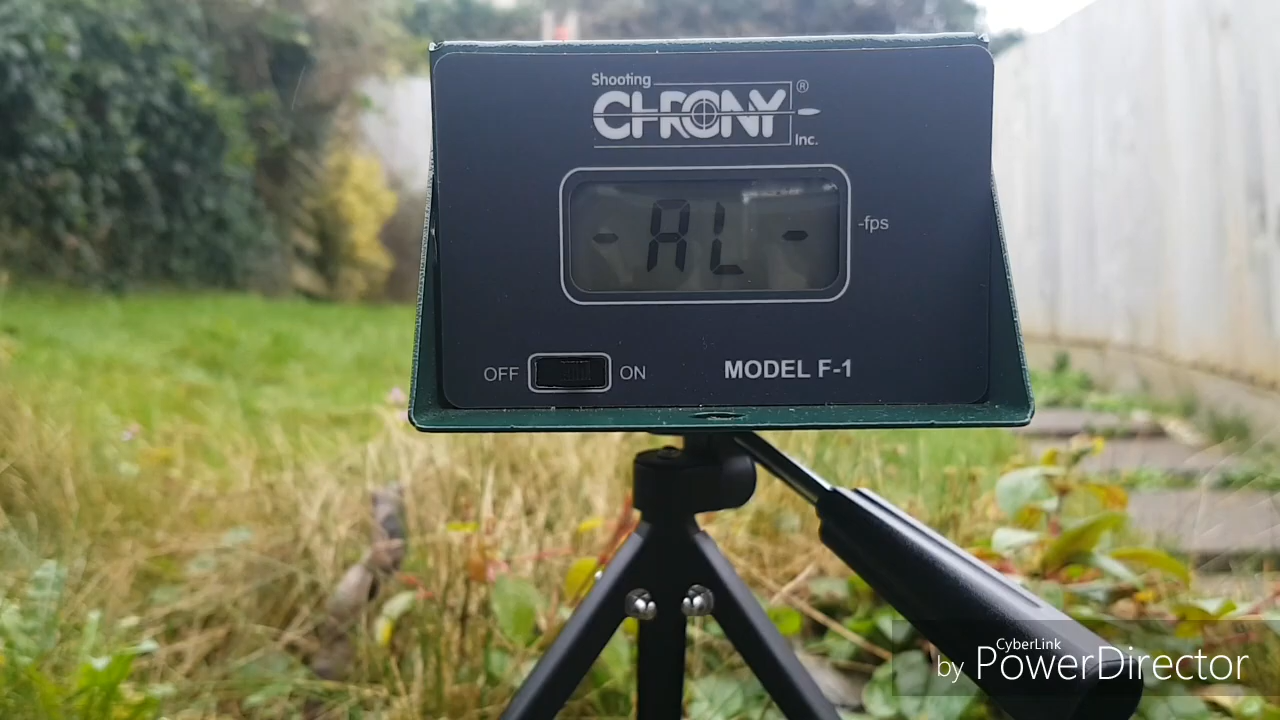 Shooting
CHRONY®
Inc.
- AL -
-fps
OFF ON
MODEL F-1
CyberLink
by PowerDirector